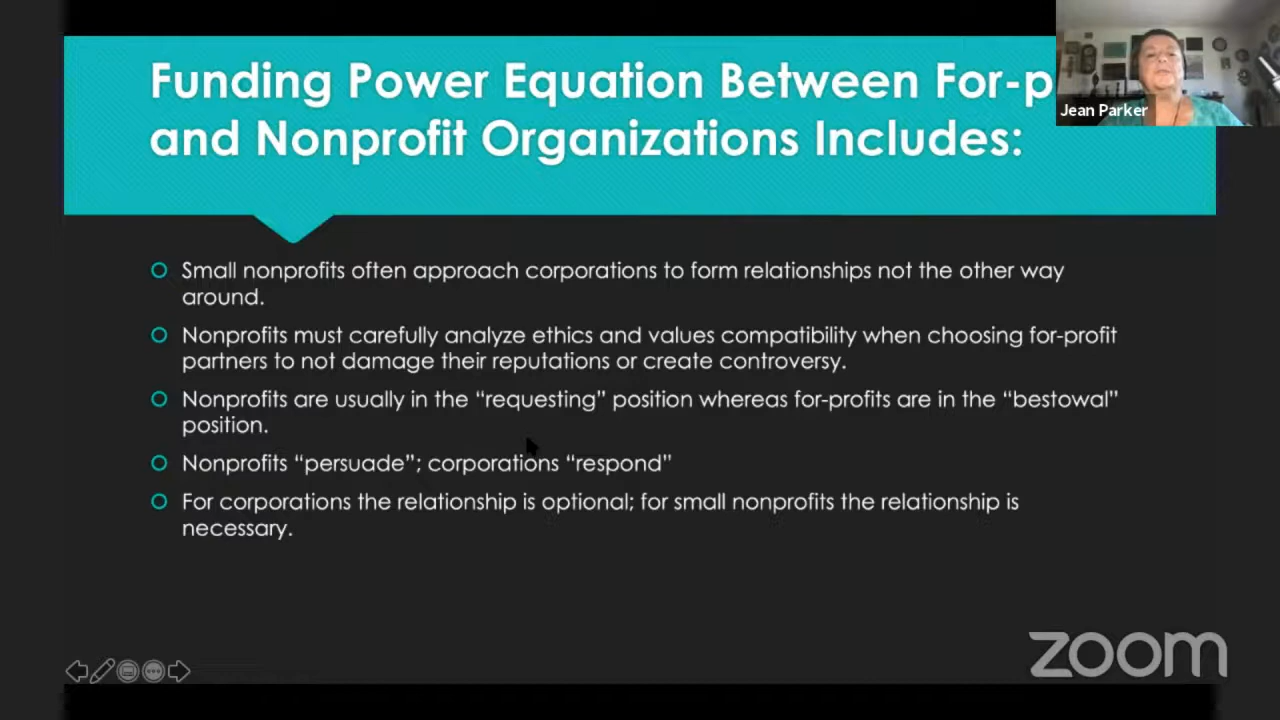 Funding Power Equation Between For-p
and Nonprofit Organizations Includes:
Jean Parker
Small nonprofits often approach corporations to form relationships not the other way
around.
Nonprofits must carefully analyze ethics and values compatibility when choosing for-profit
partners to not damage their reputations or create controversy.
Nonprofits are usually in the “requesting” position whereas for-profits are in the “bestowal”
position.
Nonprofits “persuade”; corporations “respond”
For corporations the relationship is optional; for small nonprofits the relationship is
necessary.
zoom